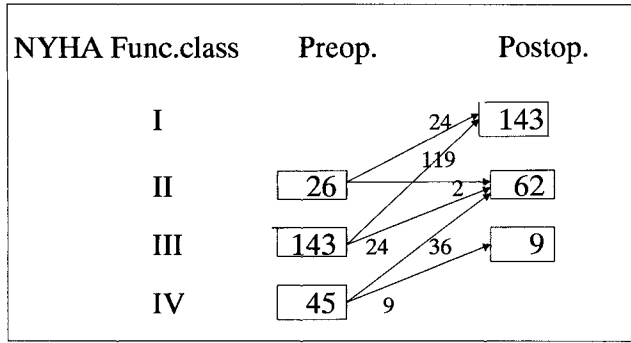 NYHA Func.class Preop. Postop.
I 24 143
119
II 26 2 62
III 143 24 36 9
IV 45 9